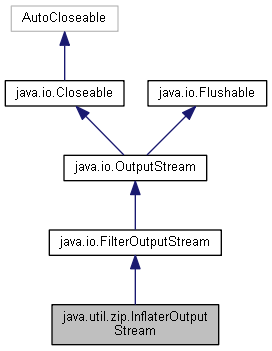 AutoCloseable
java.io.Closeable
java.io.Flushable
java.io.OutputStream
java.io.FilterOutputStream
java.util.zip.InflaterOutput
Stream